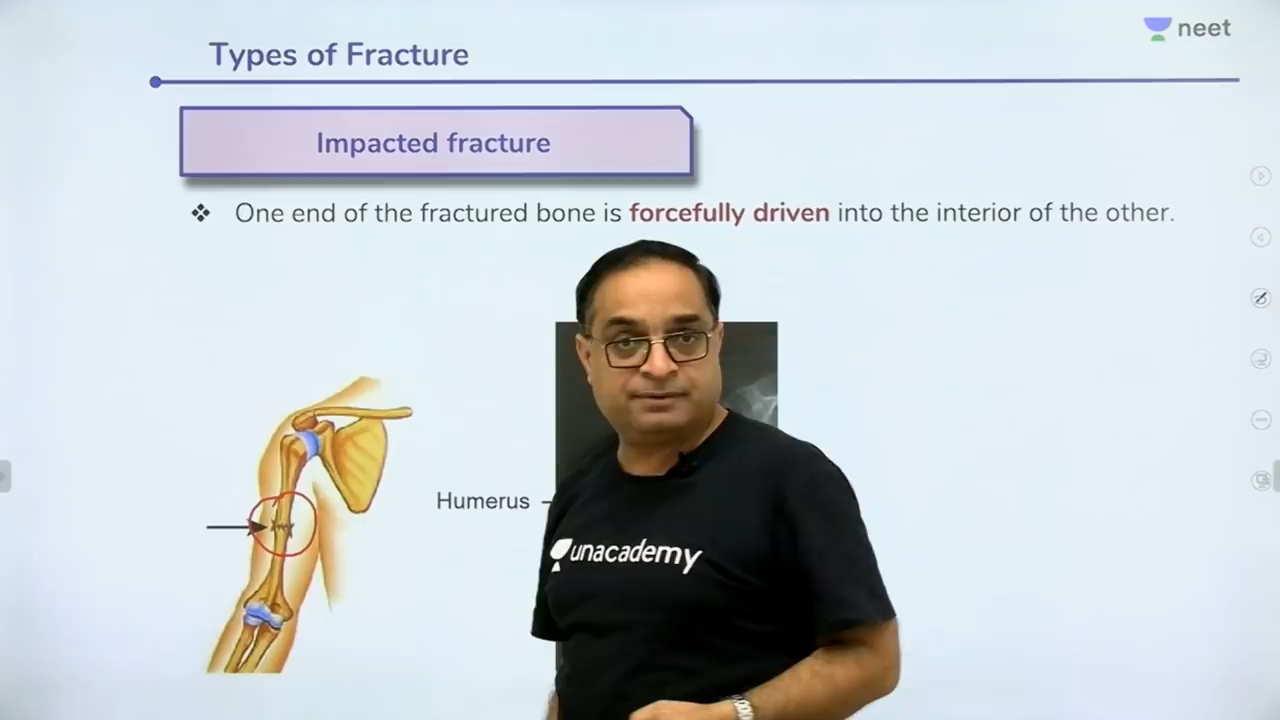 neet
Types of Fracture
Impacted fracture
❖ One end of the fractured bone is forcefully driven into the interior of the other.
Humerus
unacademy